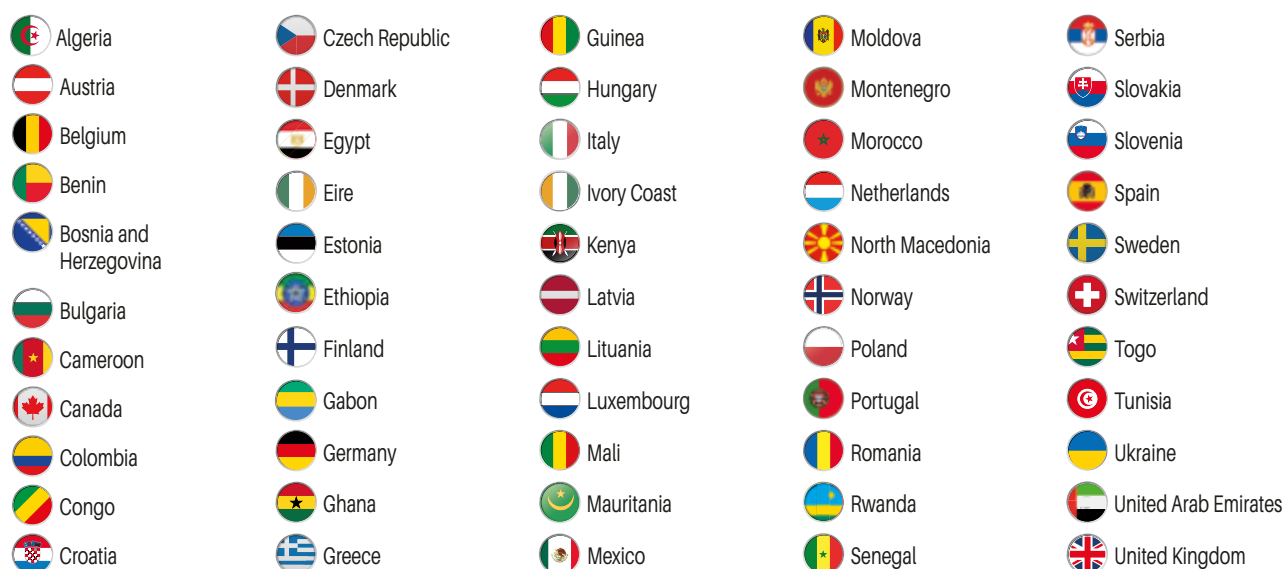 Algeria
Austria
Belgium
Benin
Bosnia and
Herzegovina
Bulgaria
Cameroon
Canada
Colombia
Congo
Croatia
Czech Republic
Denmark
Egypt
Eire
Estonia
Ethiopia
Finland
Gabon
Germany
Ghana
Greece
Guinea
Hungary
Italy
Ivory Coast
Kenya
Latvia
Lituania
Luxembourg
Mali
Mauritania
Mexico
Moldova
Montenegro
Morocco
Netherlands
North Macedonia
Norway
Poland
Portugal
Romania
Rwanda
Senegal
Serbia
Slovakia
Slovenia
Spain
Sweden
Switzerland
Togo
Tunisia
Ukraine
United Arab Emirates
United Kingdom